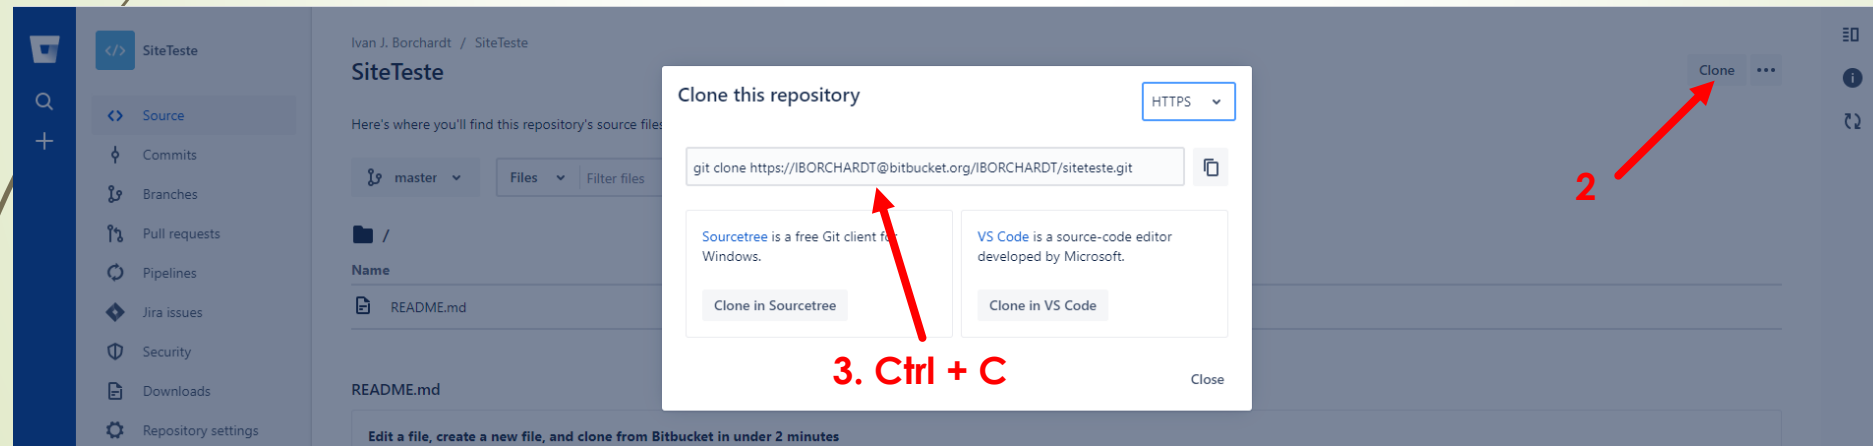 </> SiteTeste
Source
Commits
Branches
Pull requests
Pipelines
Jira issues
Security
Downloads
Repository settings
Ivan J. Borchardt / SiteTeste
SiteTeste
Clone
Here's where you'll find this repository's source files
master
Files
Filter files
/
Name
README.md
README.md
Edit a file, create a new file, and clone from Bitbucket in under 2 minutes
Clone this repository
HTTPS
git clone https://IBORCHARDT@bitbucket.org/IBORCHARDT/siteteste.git
Sourcetree is a free Git client for
Windows.
Clone in Sourcetree
VS Code is a source-code editor
developed by Microsoft.
Clone in VS Code
Close
2
3. Ctrl + C